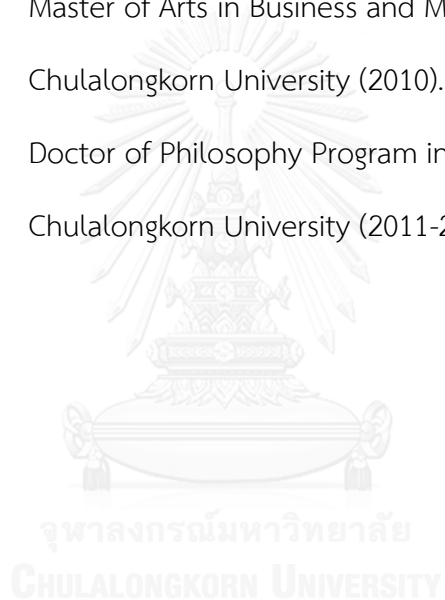 Master of Arts in Business and M
Chulalongkorn University (2010).
Doctor of Philosophy Program in
Chulalongkorn University (2011-2
จุฬาลงกรณ์มหาวิทยาลัย
CHULALONGKORN UNIVERSITY